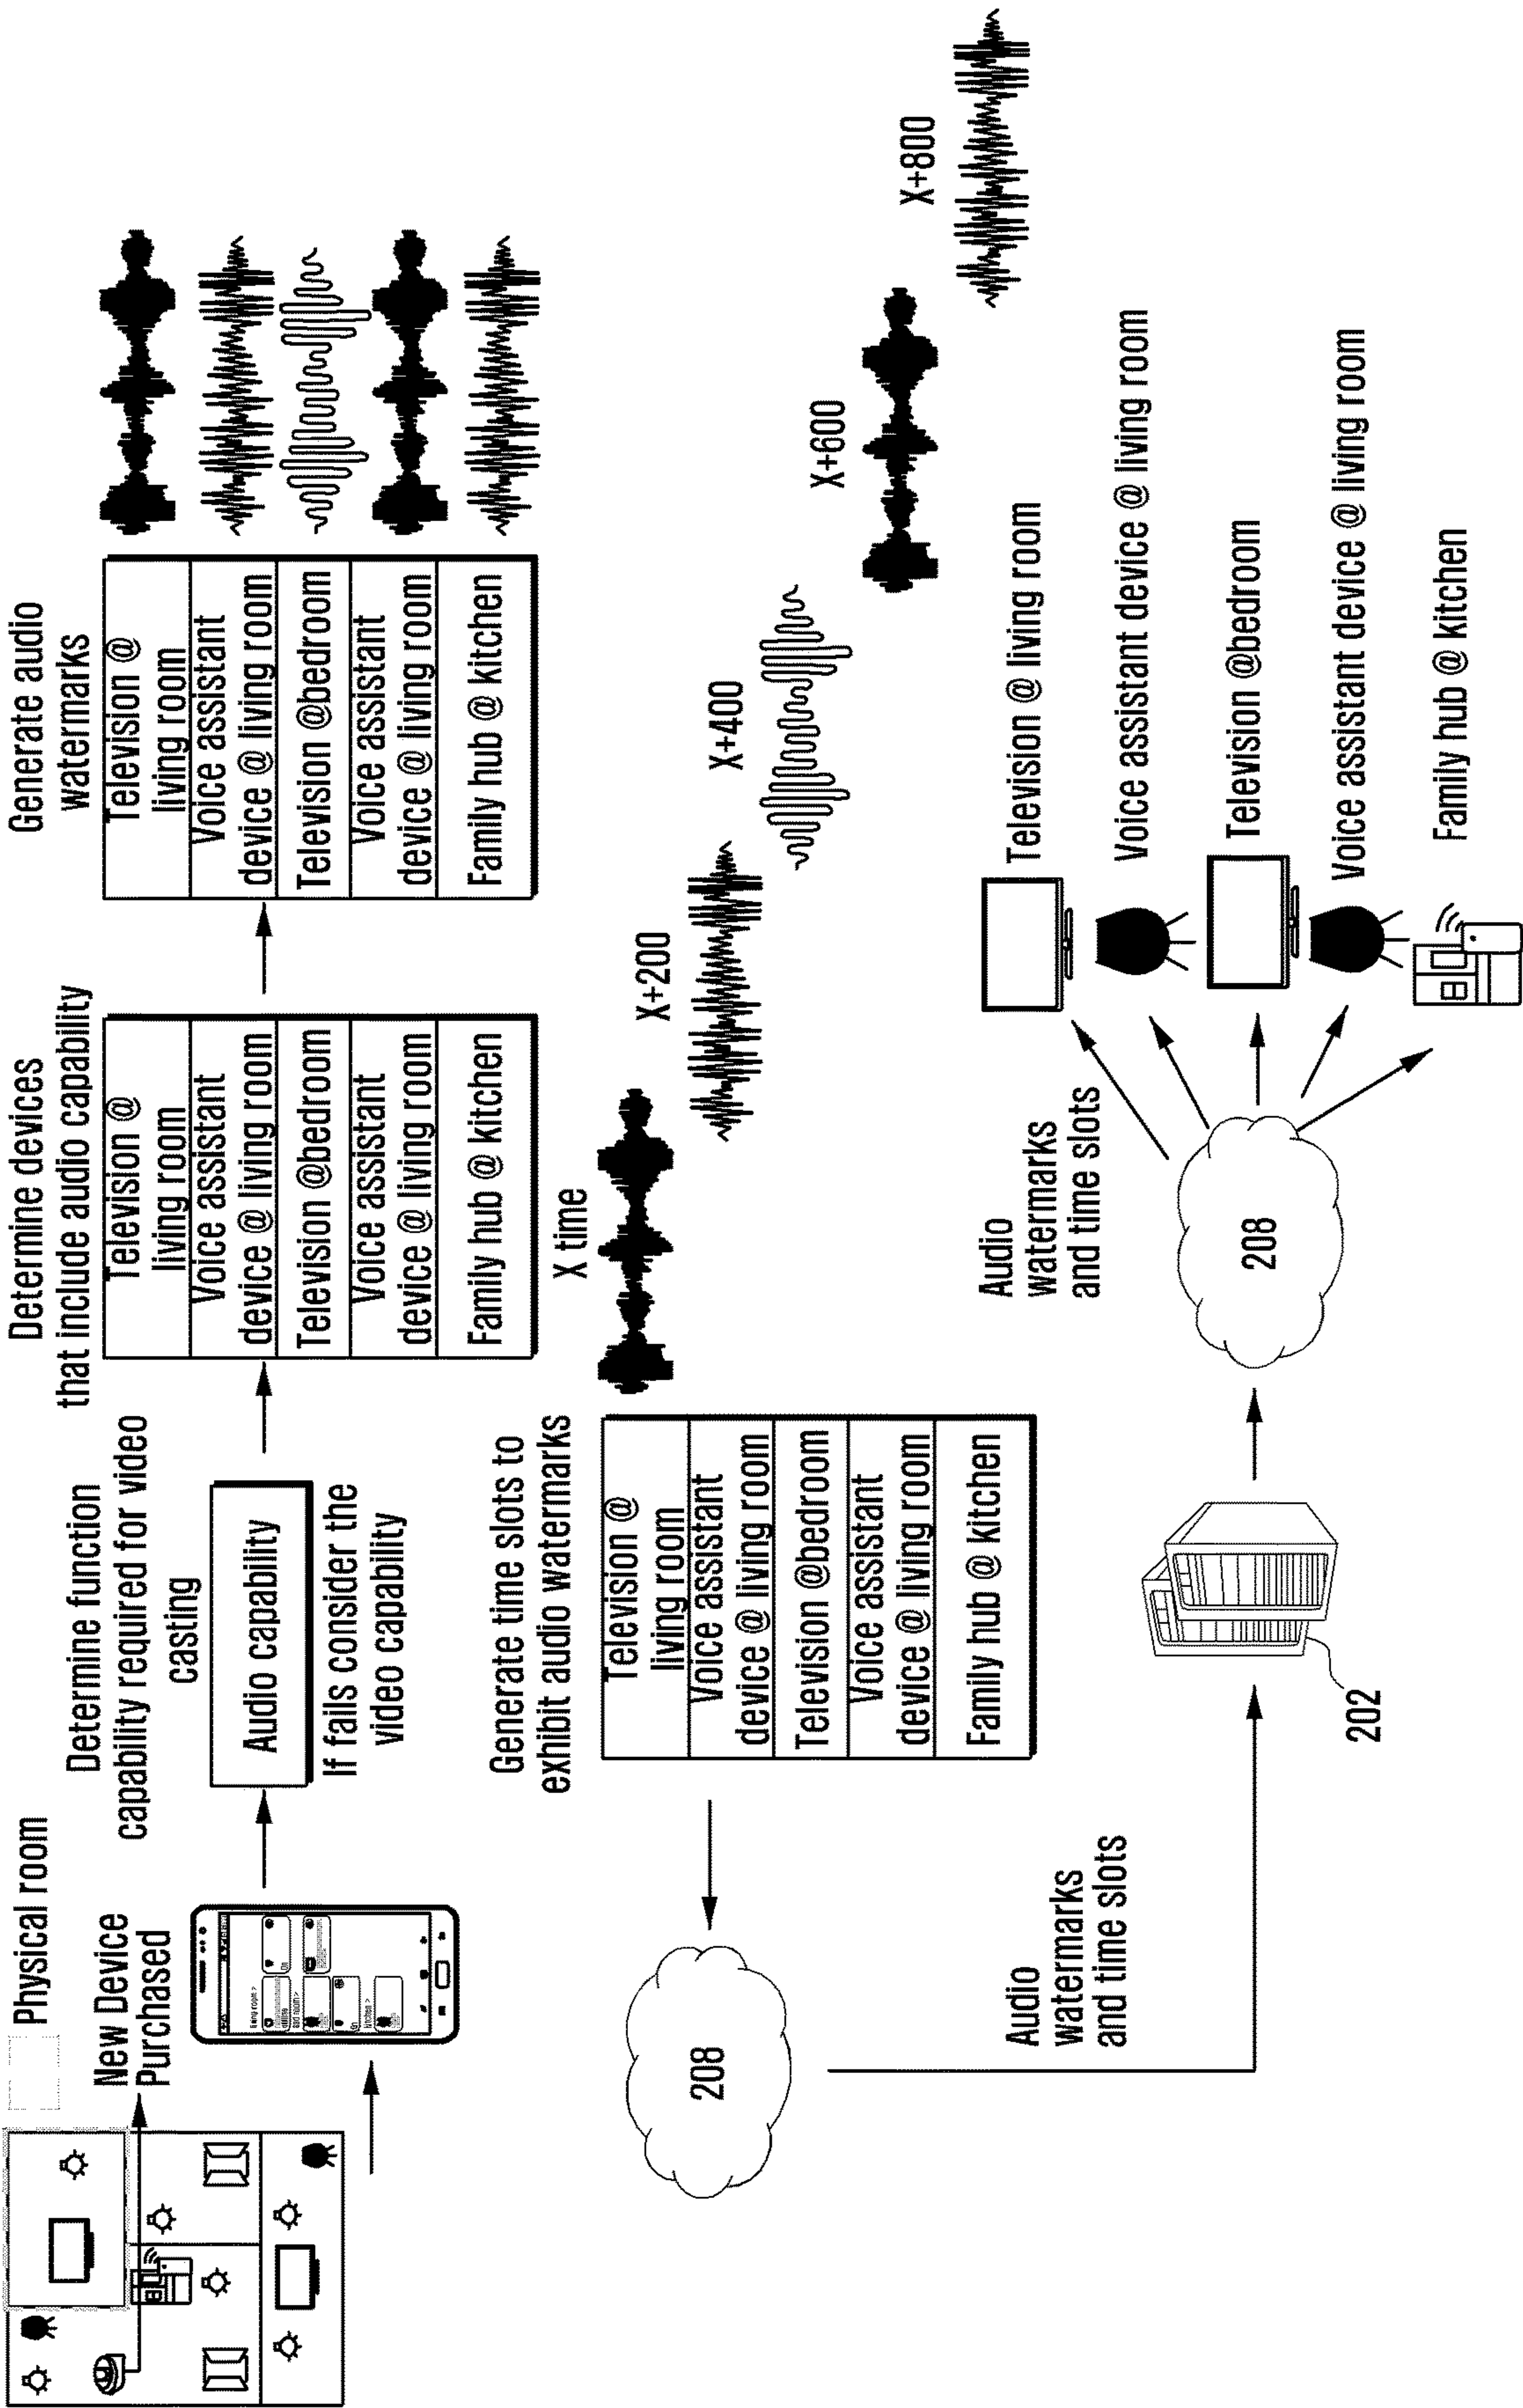 Physical room
New Device
Purchased
living room >
kitchen >
On
On
Determine function
capability required for video
casting
Audio capability
If fails consider the
video capability
Determine devices
that include audio capability
Television @
living room
Voice assistant
device @ living room
Television @bedroom
Voice assistant
device @ living room
Family hub @ kitchen
Generate audio
watermarks
Television @
living room
Voice assistant
device @ living room
Television @bedroom
Voice assistant
device @ living room
Family hub @ kitchen
Generate time slots to
exhibit audio watermarks
Television @
living room
Voice assistant
device @ living room
Television @bedroom
Voice assistant
device @ living room
Family hub @ kitchen
X time
X+200
X+400
X+600
X+800
208
Audio
watermarks
and time slots
202
208
Audio
watermarks
and time slots
Television @ living room
Voice assistant device @ living room
Television @bedroom
Voice assistant device @ living room
Family hub @ kitchen